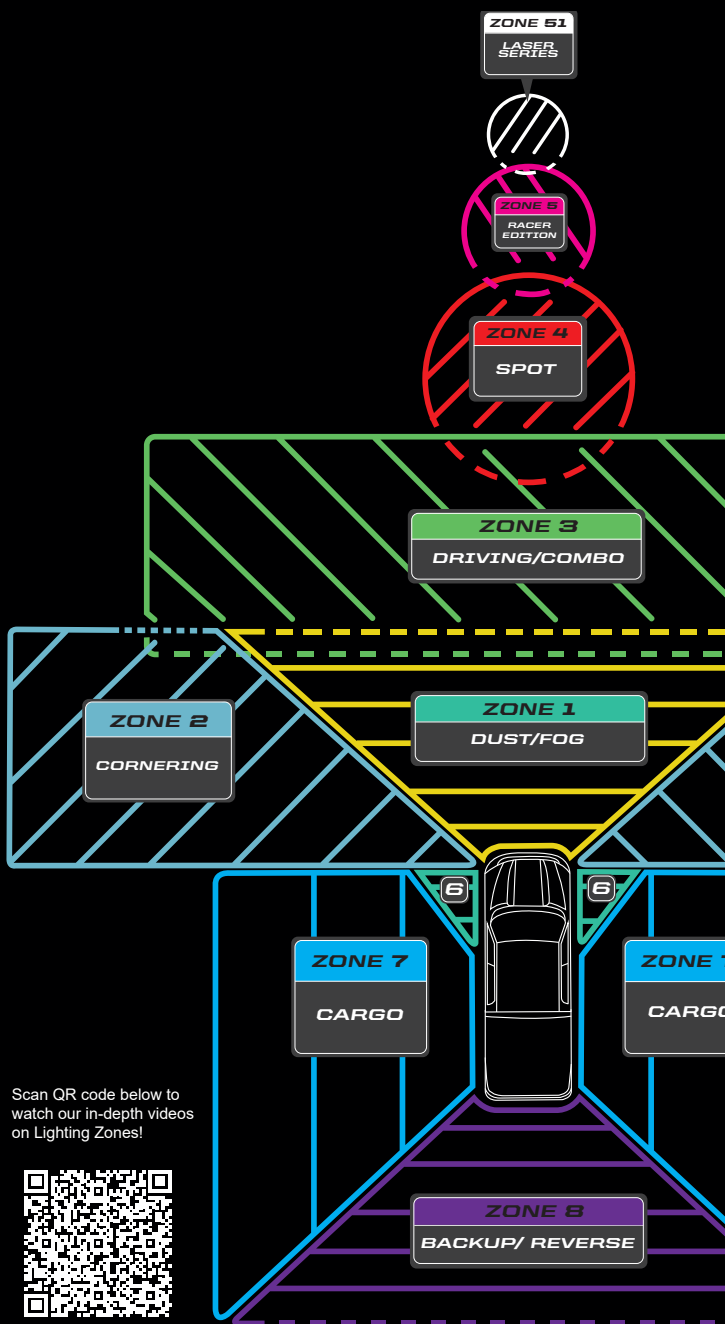 ZONE 51
LASER
SERIES
ZONE 5
RACER
EDITION
ZONE 4
SPOT
ZONE 3
DRIVING/COMBO
ZONE 2
CORNERING
ZONE 1
DUST/FOG
6
6
ZONE 7
CARGO
ZONE
CARGO
Scan QR code below to
watch our in-depth videos
on Lighting Zones!
ZONE 8
BACKUP/ REVERSE